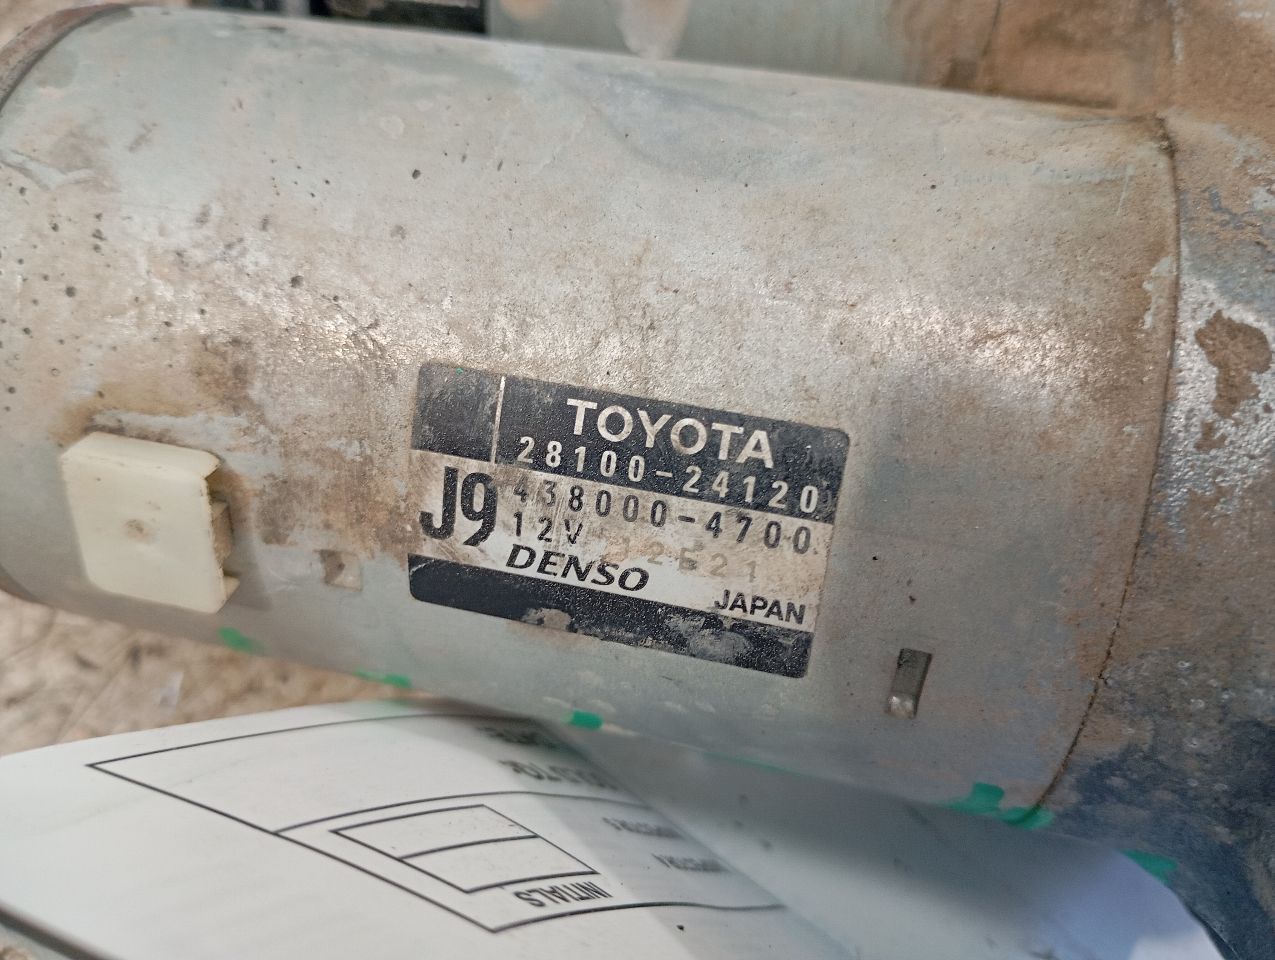 TOYOTA
28100-24120
J9
438000-4700
12V
DENSO
JAPAN
INITIALS